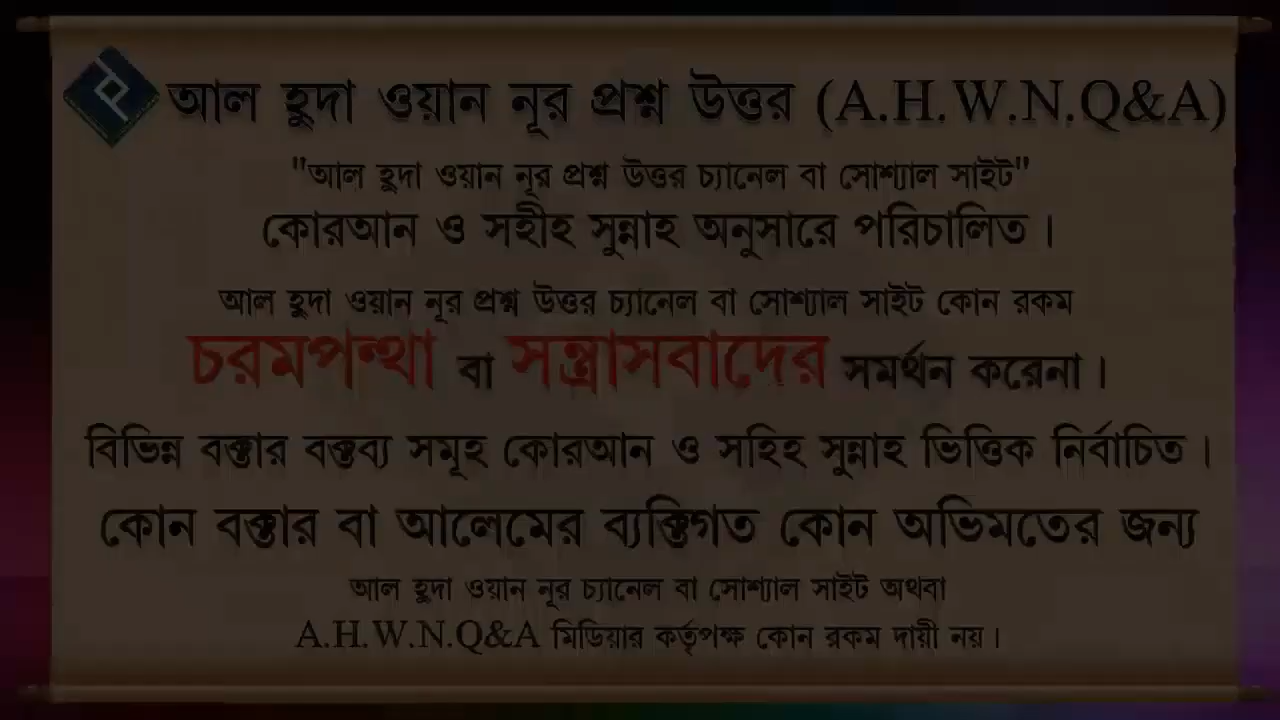 আল হুদা ওয়ান নূর প্রশ্ন উত্তর (A.H.W.N.Q&A)
"আল হুদা ওয়ান নূর প্রশ্ন উত্তর চ্যানেল বা সোশ্যাল সাইট"
কোরআন ও সহীহ সুন্নাহ অনুসারে পরিচালিত।
আল হুদা ওয়ান নূর প্রশ্ন উত্তর চ্যানেল বা সোশ্যাল সাইট কোন রকম
চরমপন্থা বা সন্ত্রাসবাদের সমর্থন করেনা।
বিভিন্ন বক্তার বক্তব্য সমূহ কোরআন ও সহিহ সুন্নাহ ভিত্তিক নির্বাচিত।
কোন বক্তার বা আলেমের ব্যক্তিগত কোন অভিমতের জন্য
আল হুদা ওয়ান নূর চ্যানেল বা সোশ্যাল সাইট অথবা
A.H.W.N.Q&A মিডিয়ার কর্তৃপক্ষ কোন রকম দায়ী নয়।